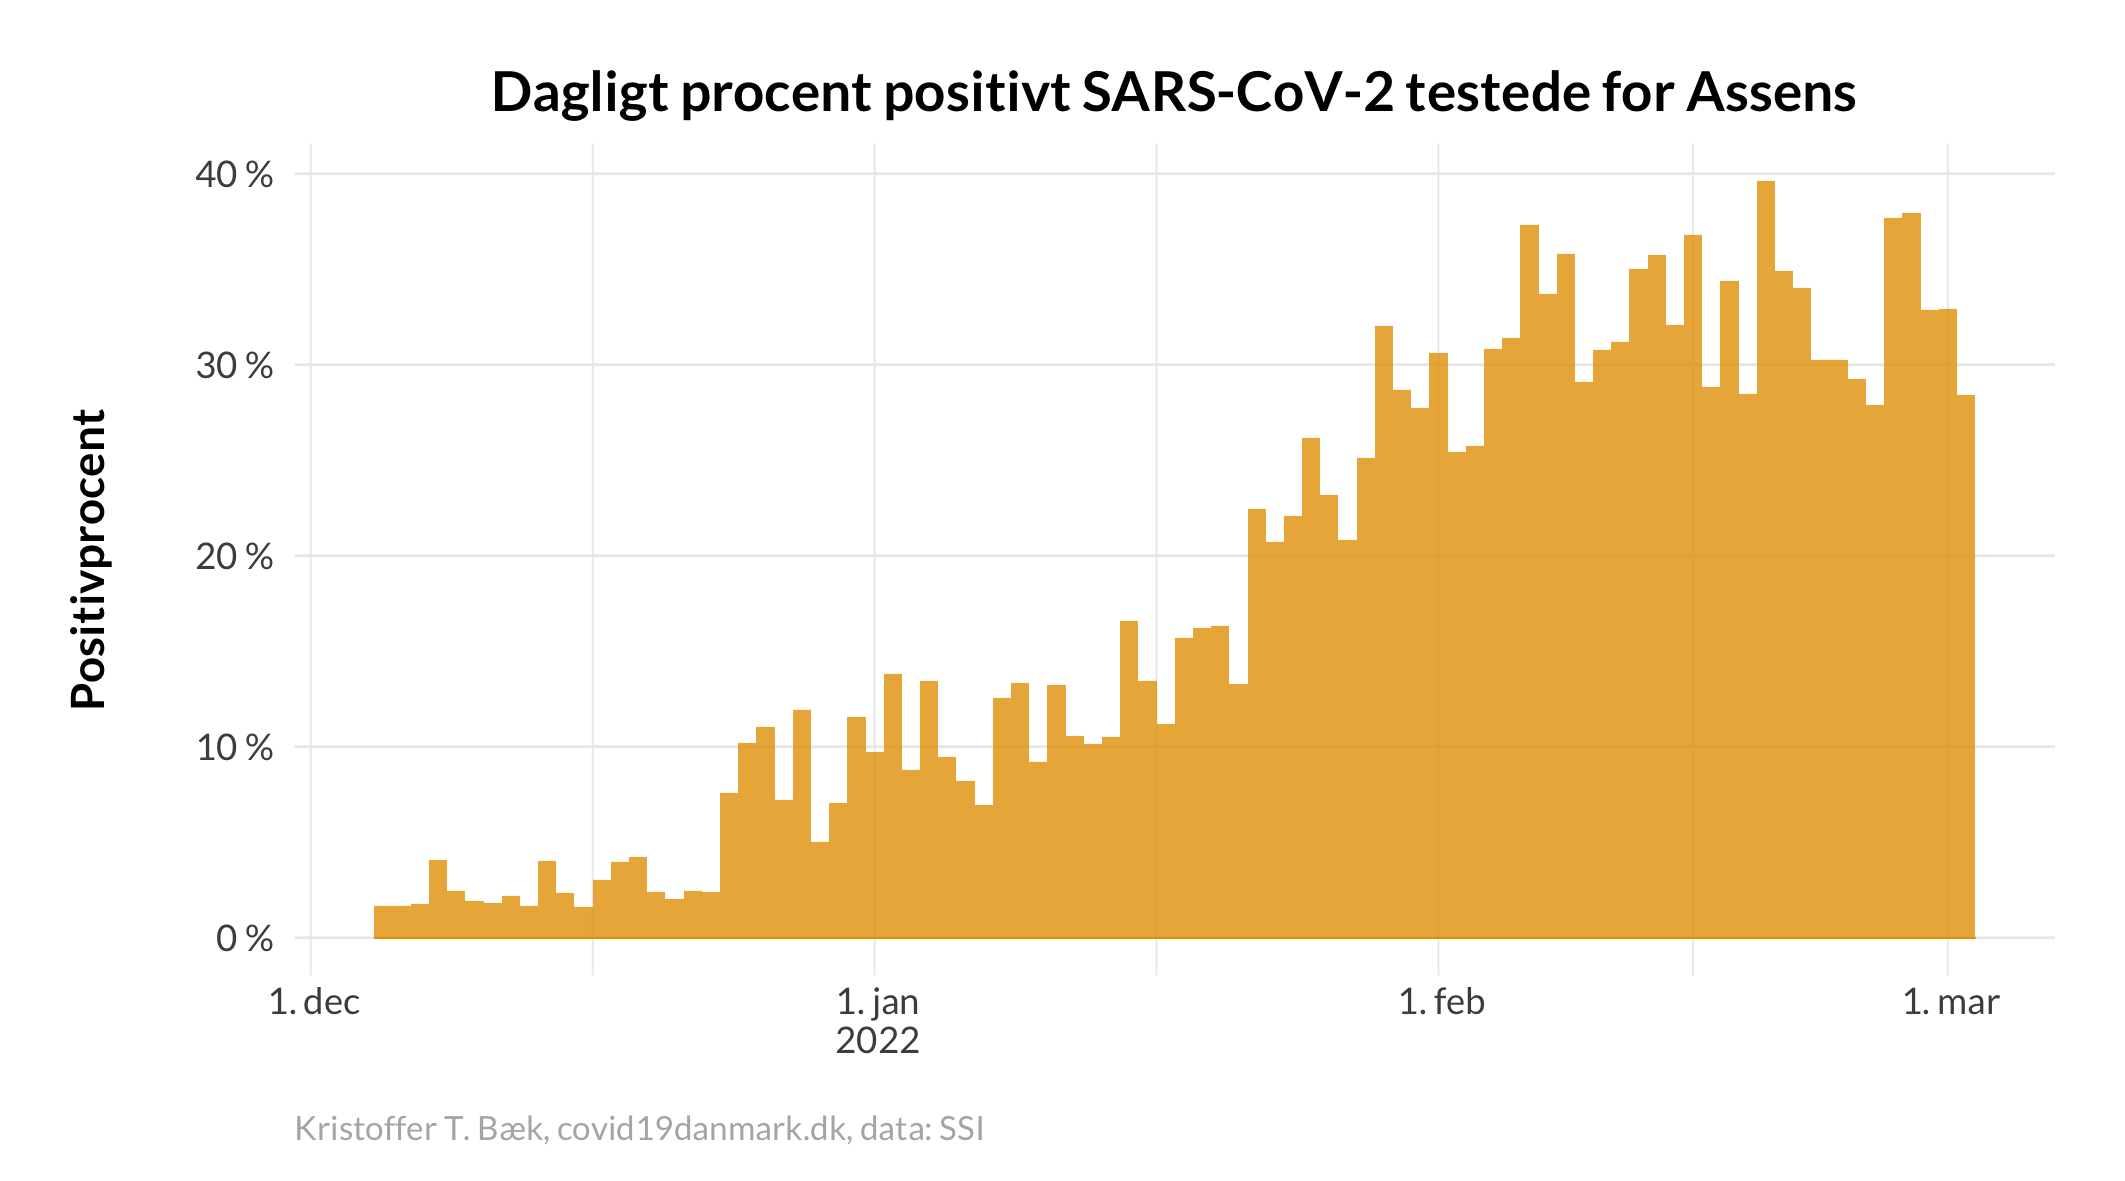 Dagligt procent positivt SARS-CoV-2 testede for Assens
Positivprocent
40 %
30 %
20 %
10 %
0 %
1. dec
1. jan
2022
1. feb
1. mar
Kristoffer T. Bæk, covid19danmark.dk, data: SSI